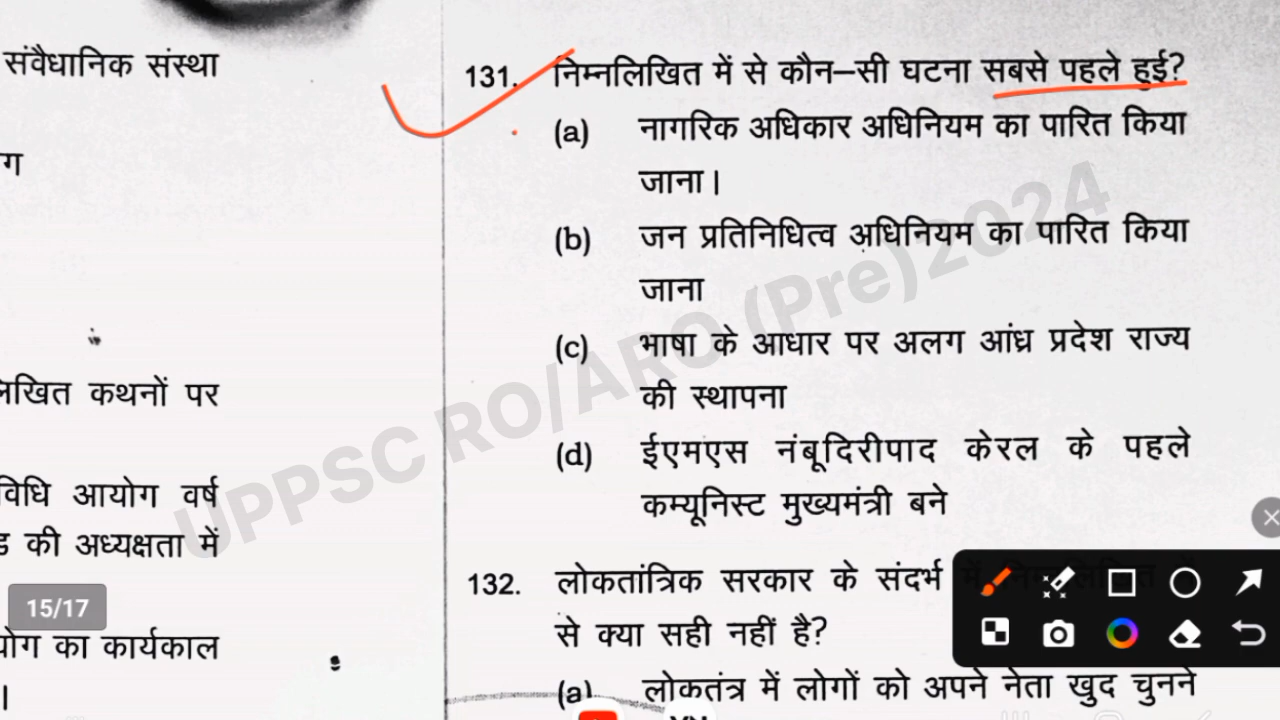 संवैधानिक संस्था
ग
लिखित कथनों पर
विधि आयोग वर्ष
की अध्यक्षता में
15/17
योग का कार्यकाल
।
131. निम्नलिखित में से कौन–सी घटना सबसे पहले हुई?
(a) नागरिक अधिकार अधिनियम का पारित किया
जाना।
(b) जन प्रतिनिधित्व अधिनियम का पारित किया
जाना
(c) भाषा के आधार पर अलग आंध्र प्रदेश राज्य
की स्थापना
(d) ईएमएस नंबूदिरीपाद केरल के पहले
कम्यूनिस्ट मुख्यमंत्री बने
132. लोकतांत्रिक सरकार के संदर्भ में निम्नलिखित में
से क्या सही नहीं है?
(a) लोकतंत्र में लोगों को अपने नेता खुद चुनने
UPPSC RO/ARO (Pre) 2024